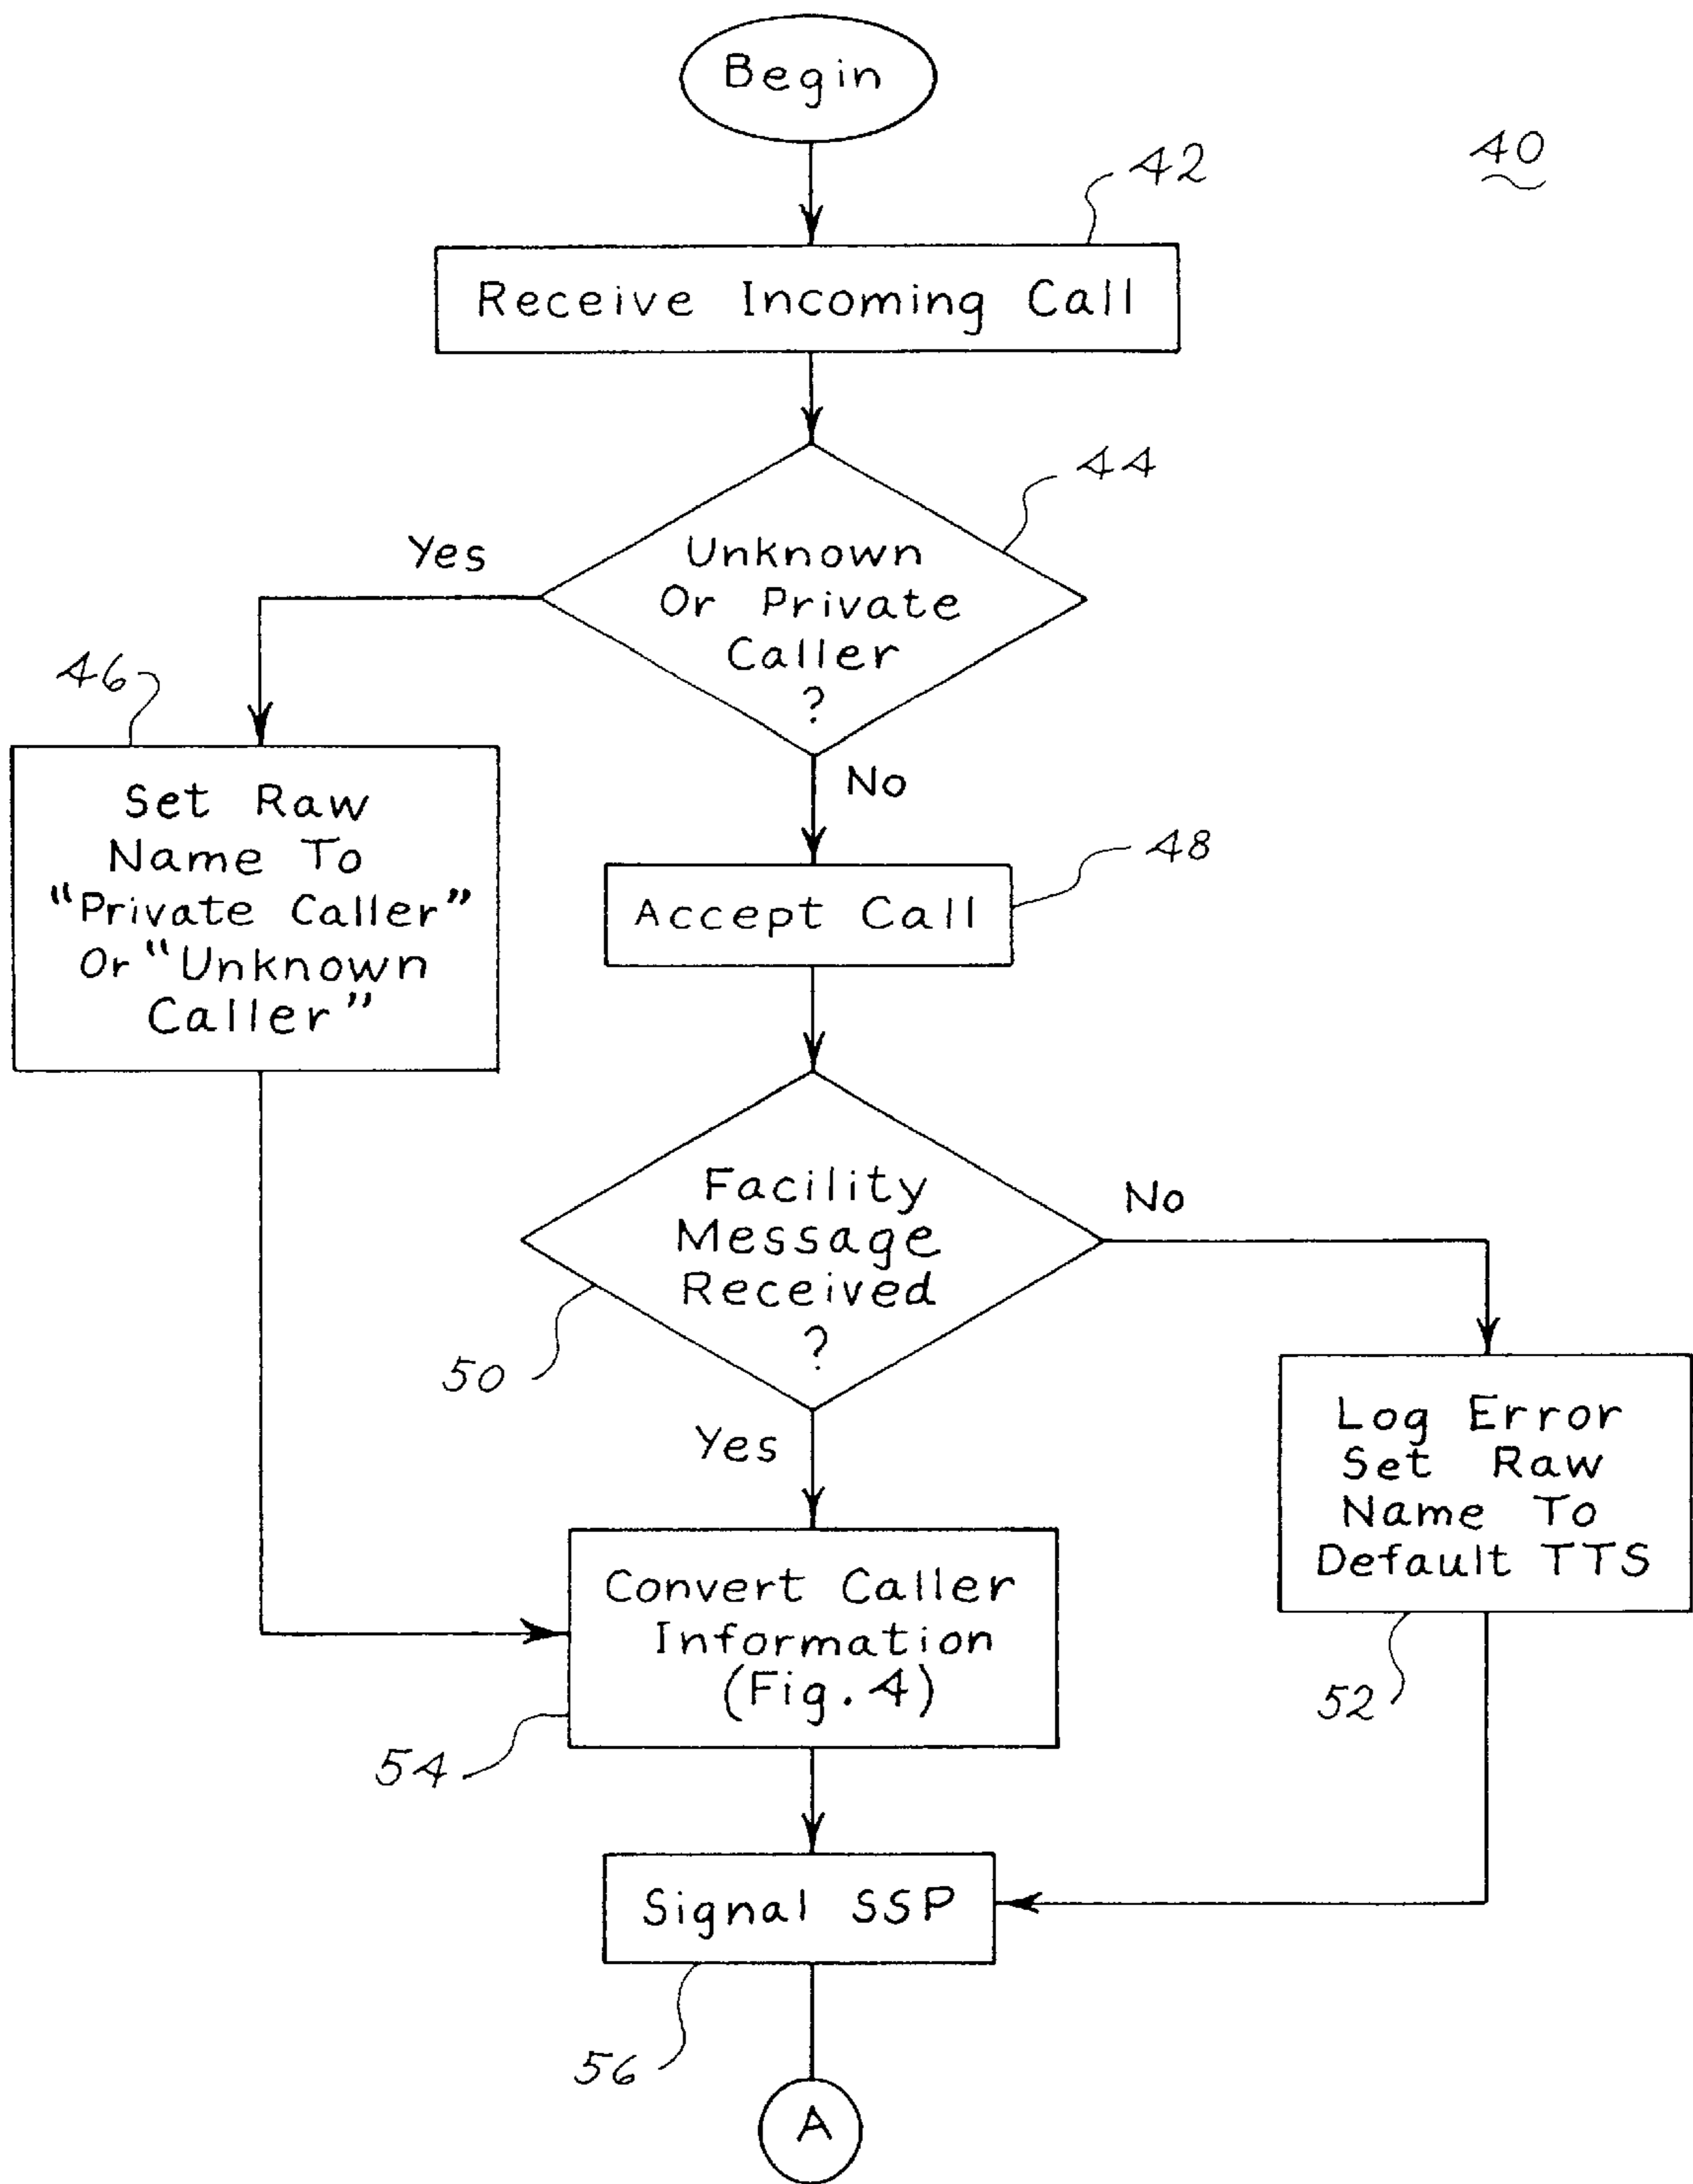 Begin
40
42
Receive Incoming Call
44
Unknown
Or Private
Caller
?
Yes
No
46
Set Raw
Name To
“Private Caller”
Or “Unknown
Caller”
48
Accept Call
Facility
Message
Received
?
No
50
Yes
Log Error
Set Raw
Name To
Default TTS
52
Convert Caller
Information
(Fig. 4)
54
Signal SSP
56
A